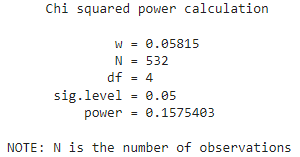 Chi squared power calculation
w = 0.05815
N = 532
df = 4
sig.level = 0.05
power = 0.1575403
NOTE: N is the number of observations